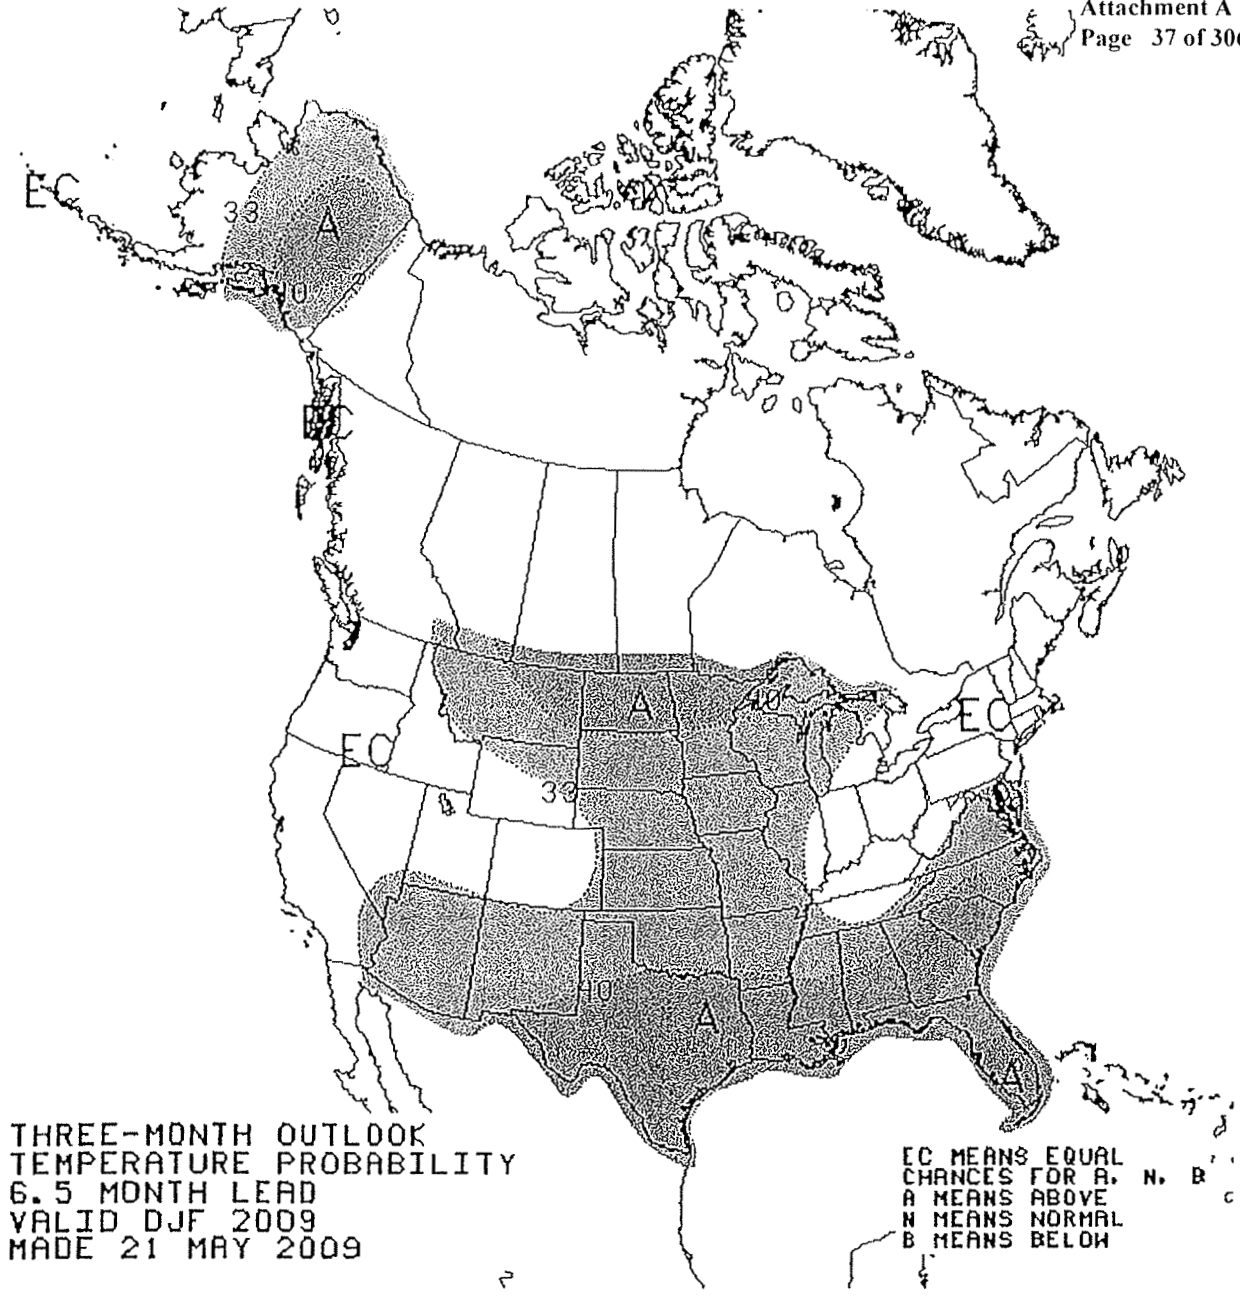 Attachment A
Page 37 of 306
EC
33
A
EC
A
40
EC
EC
33
40
A
A
THREE-MONTH OUTLOOK
TEMPERATURE PROBABILITY
6.5 MONTH LEAD
VALID DJF 2009
MADE 21 MAY 2009
EC MEANS EQUAL
CHANCES FOR A, N, B
A MEANS ABOVE
N MEANS NORMAL
B MEANS BELOW